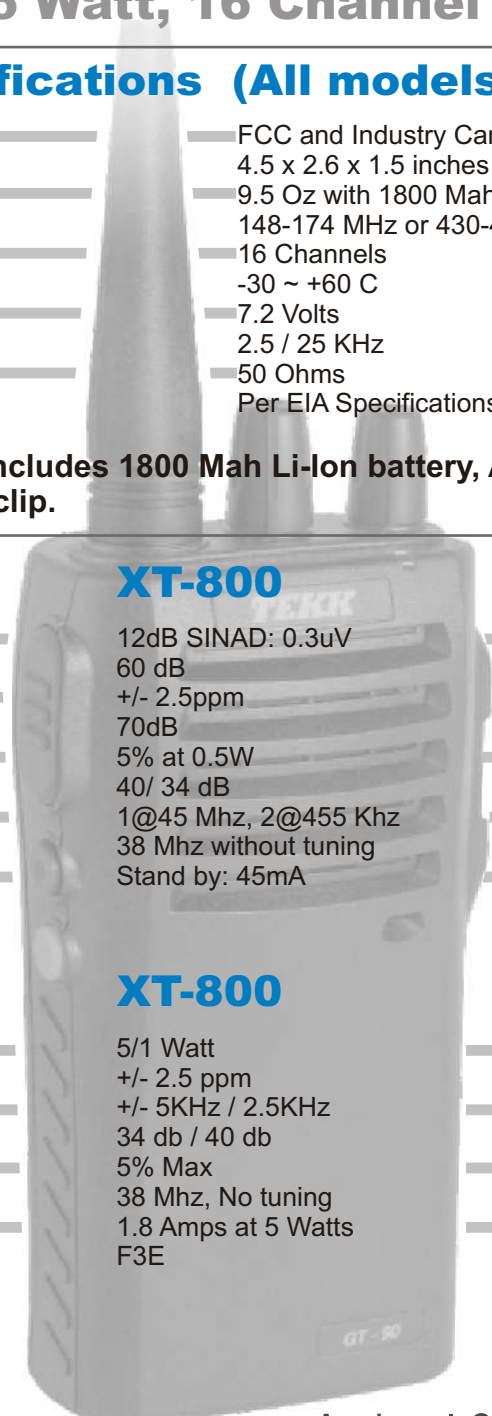 5 Watt, 16 Channel
fications (All models
FCC and Industry Can
4.5 x 2.6 x 1.5 inches
9.5 Oz with 1800 Mah
148-174 MHz or 430-4
16 Channels
-30 ~ +60 C
7.2 Volts
2.5 / 25 KHz
50 Ohms
Per EIA Specifications
ncludes 1800 Mah Li-Ion battery, A
clip.
XT-800
TEKK
12dB SINAD: 0.3uV
60 dB
+/- 2.5ppm
70dB
5% at 0.5W
40/ 34 dB
1@45 Mhz, 2@455 Khz
38 Mhz without tuning
Stand by: 45mA
XT-800
5/1 Watt
+/- 2.5 ppm
+/- 5KHz / 2.5KHz
34 db / 40 db
5% Max
38 Mhz, No tuning
1.8 Amps at 5 Watts
F3E
GT - 90